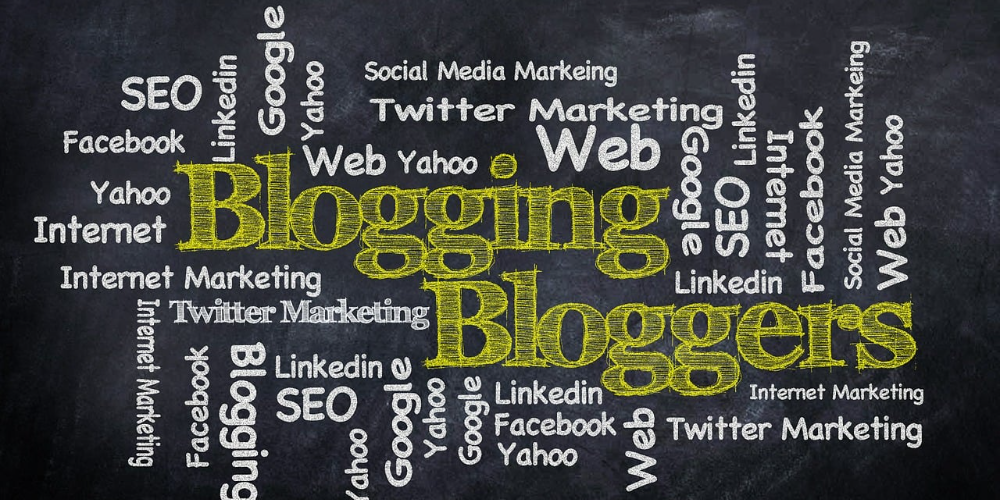 Google
SEO
Linkedin
Yahoo
Social Media Markeing
Twitter Marketing
Facebook
Web
Yahoo
Web
Yahoo
Internet
Blogging
Google
SEO
Linkedin
Internet
Facebook
Social Media Markeing
Web
Yahoo
Internet Marketing
Linkedin
Twitter Marketing
Bloggers
Internet Marketing
Facebook
Blogging
Linkedin
SEO
Yahoo
Google
Yahoo
Google
Linkedin
Facebook
Yahoo
Web
Internet Marketing
Twitter Marketing